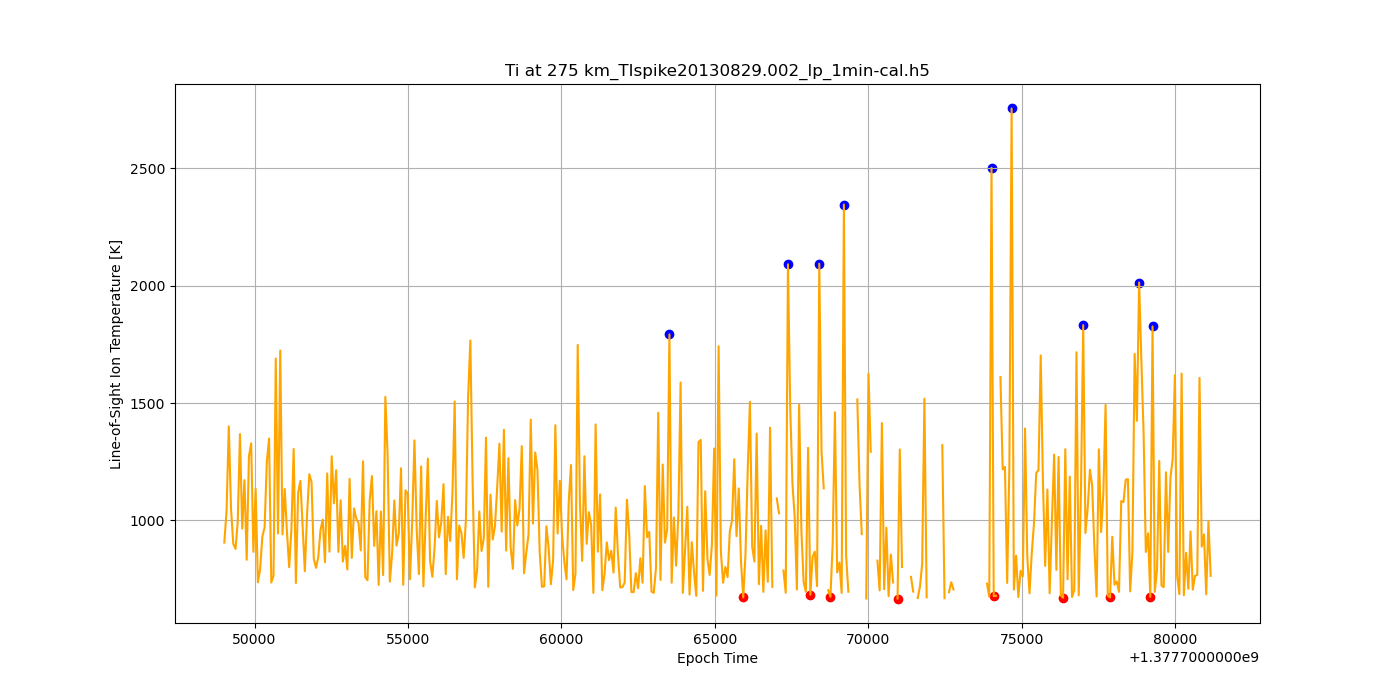 Ti at 275 km_TIspike20130829.002_lp_1min-cal.h5
Line-of-Sight Ion Temperature [K]
2500
2000
1500
1000
50000 55000 60000 65000 70000 75000 80000
Epoch Time
+1.3777000000e9